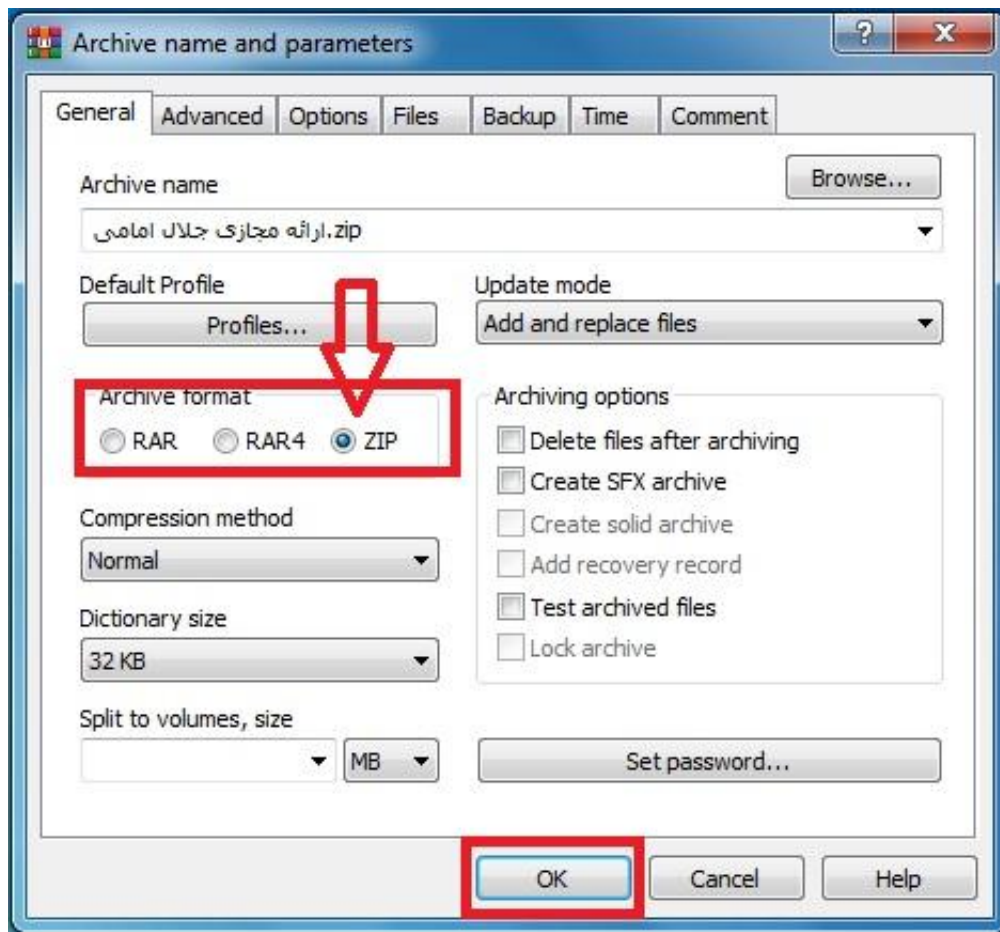 Archive name and parameters
General Advanced Options Files Backup Time Comment
Archive name
Browse...
ارائه مجازی جلال امامی.zip
Default Profile
Update mode
Profiles...
Add and replace files
Archive format
Archiving options
RAR RAR4 ZIP
Delete files after archiving
Create SFX archive
Compression method
Create solid archive
Normal
Add recovery record
Dictionary size
Test archived files
32 KB
Lock archive
Split to volumes, size
MB
Set password...
OK Cancel Help